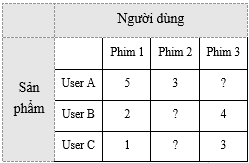 Người dùng
Sản phẩm
Phim 1 Phim 2 Phim 3
User A 5 3 ?
User B 2 ? 4
User C 1 ? 3